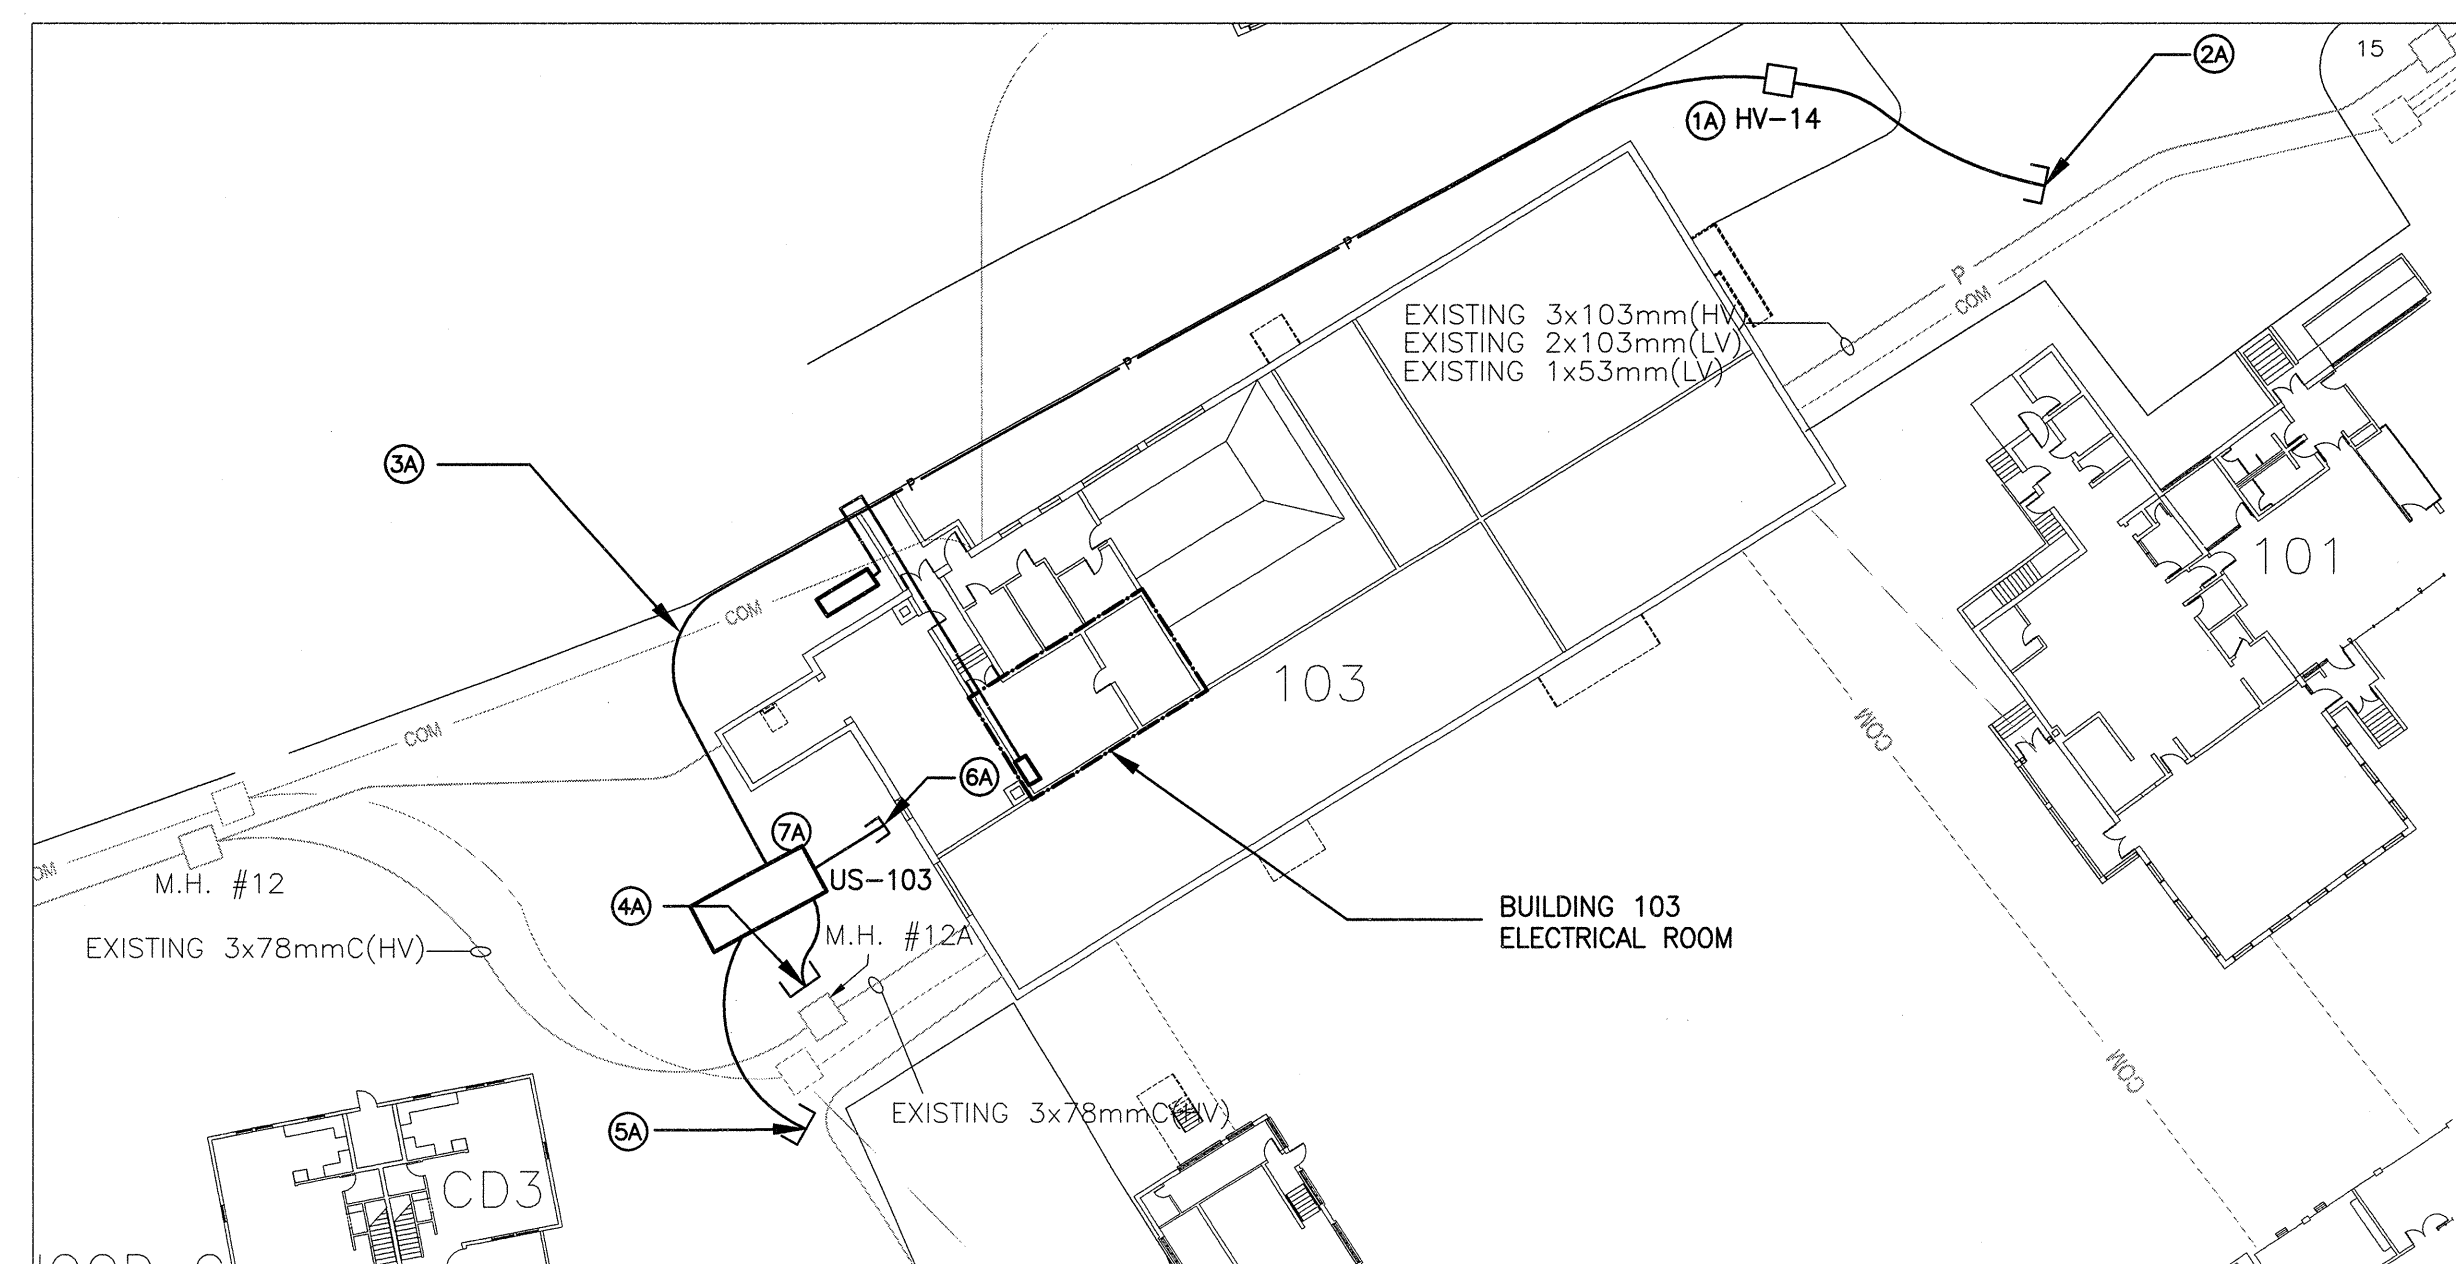 15
2A
1A HV-14
P
P
COM
EXISTING 3x103mm(HV)
EXISTING 2x103mm(LV)
EXISTING 1x53mm(LV)
P
3A
P
101
COM
103
COM
COM
6A
7A
US-103
M.H. #12
4A
BUILDING 103
ELECTRICAL ROOM
M.H. #12A
EXISTING 3x78mmC(HV)
COM
EXISTING 3x78mmC(HV)
5A
CD3